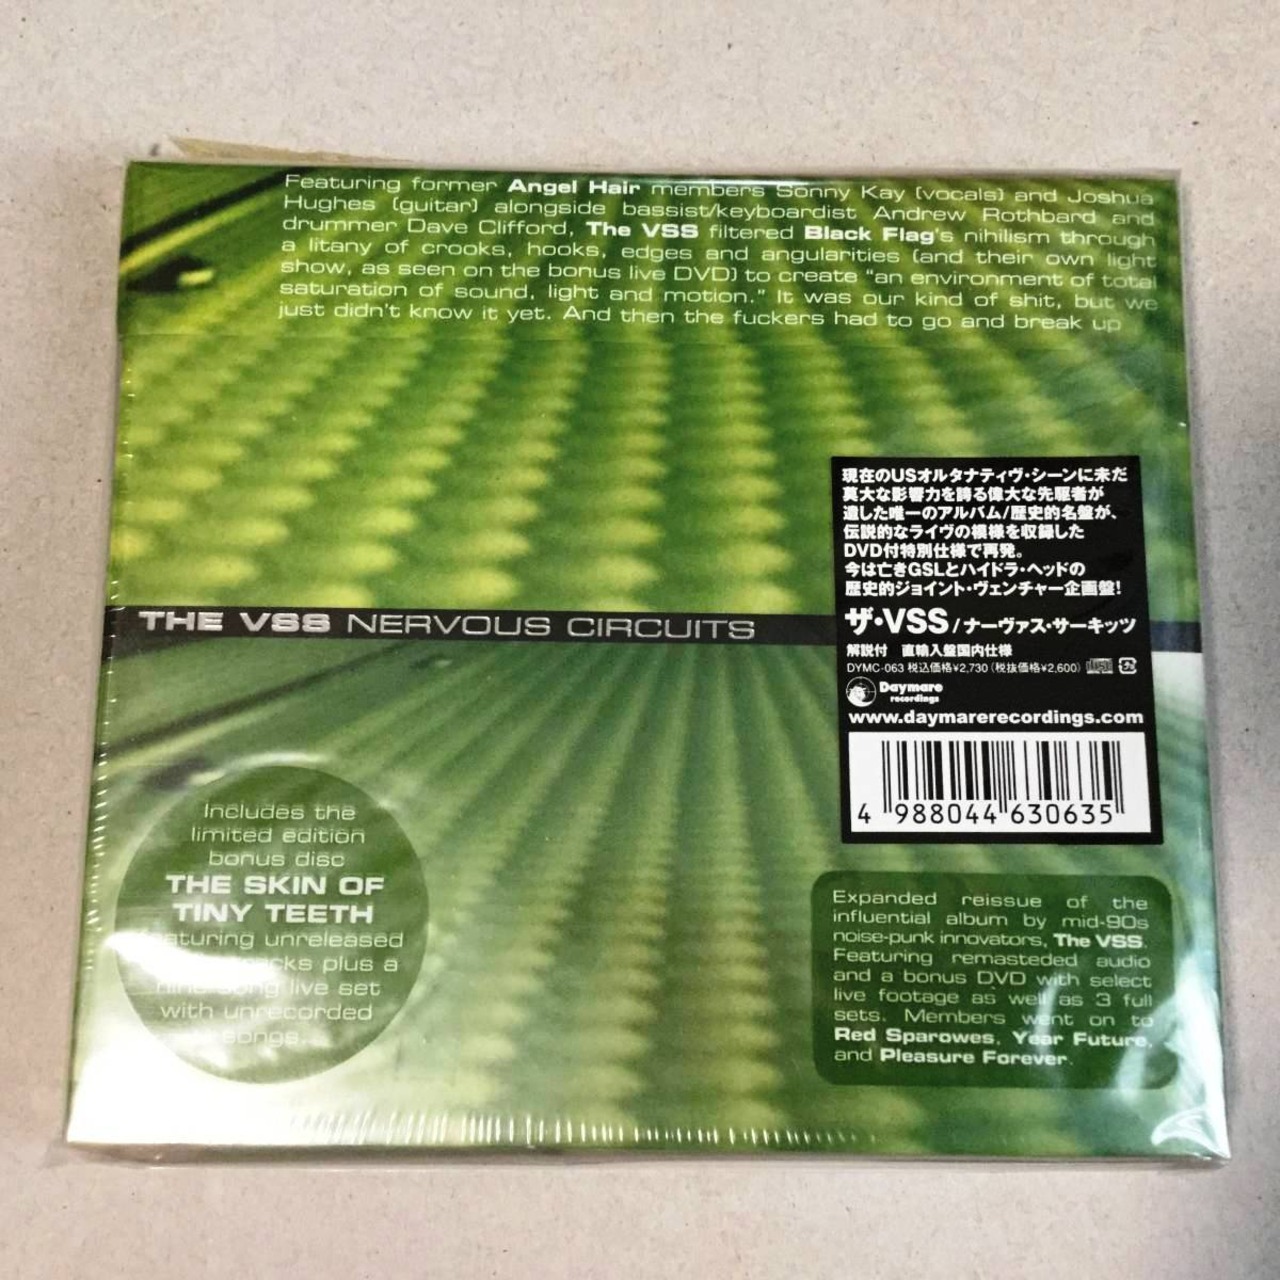 Featuring former Angel Hair members Sonny Kay (vocals) and Joshua
Hughes (guitar) alongside bassist/keyboardist Andrew Rothbard and
drummer Dave Clifford, The VSS filtered Black Flag's nihilism through
a litany of crooks, hooks, edges and angularities (and their own light
show, as seen on the bonus live DVD) to create "an environment of total
saturation of sound, light and motion." It was our kind of shit, but we
just didn't know it yet. And then the fuckers had to go and break up
現在のUSオルタナティヴ・シーンに未だ
莫大な影響力を誇る偉大な先駆者が
遺した唯一のアルバム/歴史的名盤が、
伝説的なライヴの模様を収録した
DVD付特別仕様で再発。
今は亡きGSLとハイドラ・ヘッドの
歴史的ジョイント・ヴェンチャー企画盤!
ザ・VSS / ナーヴァス・サーキッツ
解説付 直輸入盤国内仕様
DYMC-063 税込価格¥2,730 (税抜価格¥2,600)
Daymare
recordings
www.daymarerecordings.com
4 988044 630635
THE VSS NERVOUS CIRCUITS
Includes the
limited edition
bonus disc
THE SKIN OF
TINY TEETH
aturing unreleased
plus a
song live set
with unrecorded
songs.
Expanded reissue of the
influential album by mid-90s
noise-punk innovators, The VSS.
Featuring remasteded audio
and a bonus DVD with select
live footage as well as 3 full
sets. Members went on to
Red Sparowes, Year Future,
and Pleasure Forever.